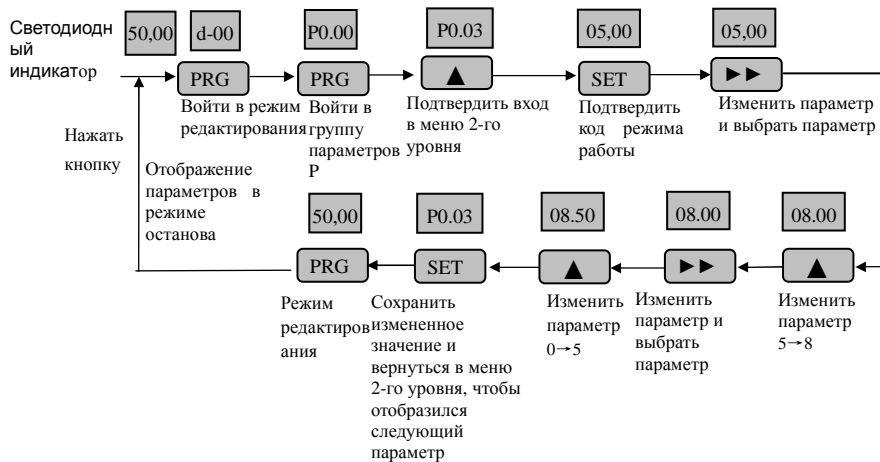 Светодиодн
ый
индикатор
50,00
d-00
P0.00
P0.03
05,00
05,00
PRG
PRG
▲
SET
►►
Войти в режим
редактирования
Войти в
группу
параметров
P
Подтвердить вход
в меню 2-го
уровня
Подтвердить
код режима
работы
Изменить параметр
и выбрать параметр
Нажать
кнопку
Отображение
параметров в
режиме
останова
50,00
P0.03
08.50
08.00
08.00
PRG
SET
▲
►►
▲
Режим
редактиров
ания
Сохранить
измененное
значение и
вернуться в меню
2-го уровня, чтобы
отобразился
следующий
параметр
Изменить
параметр
0→5
Изменить
параметр и
выбрать
параметр
Изменить
параметр
5→8